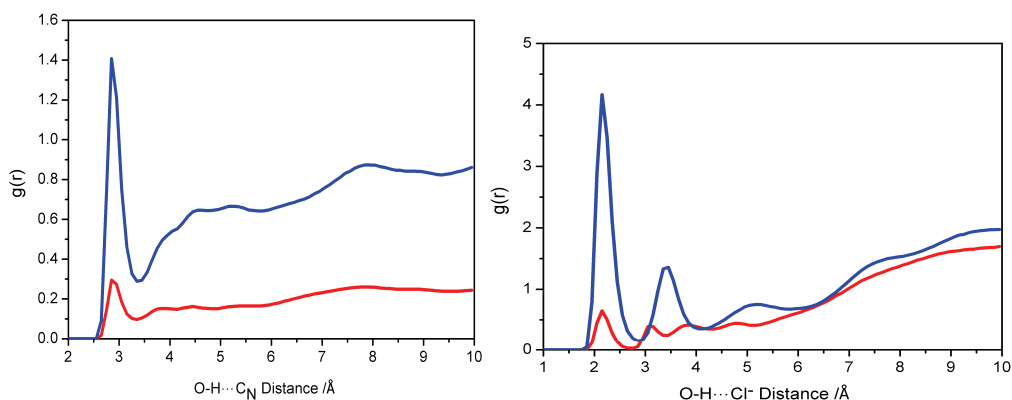 1.6
1.4
1.2
1.0
0.8
0.6
0.4
0.2
0.0
g(r)
2 3 4 5 6 7 8 9 10
O-H···C_N Distance /Å
5
4
3
2
1
0
g(r)
1 2 3 4 5 6 7 8 9 10
O-H···Cl⁻ Distance /Å